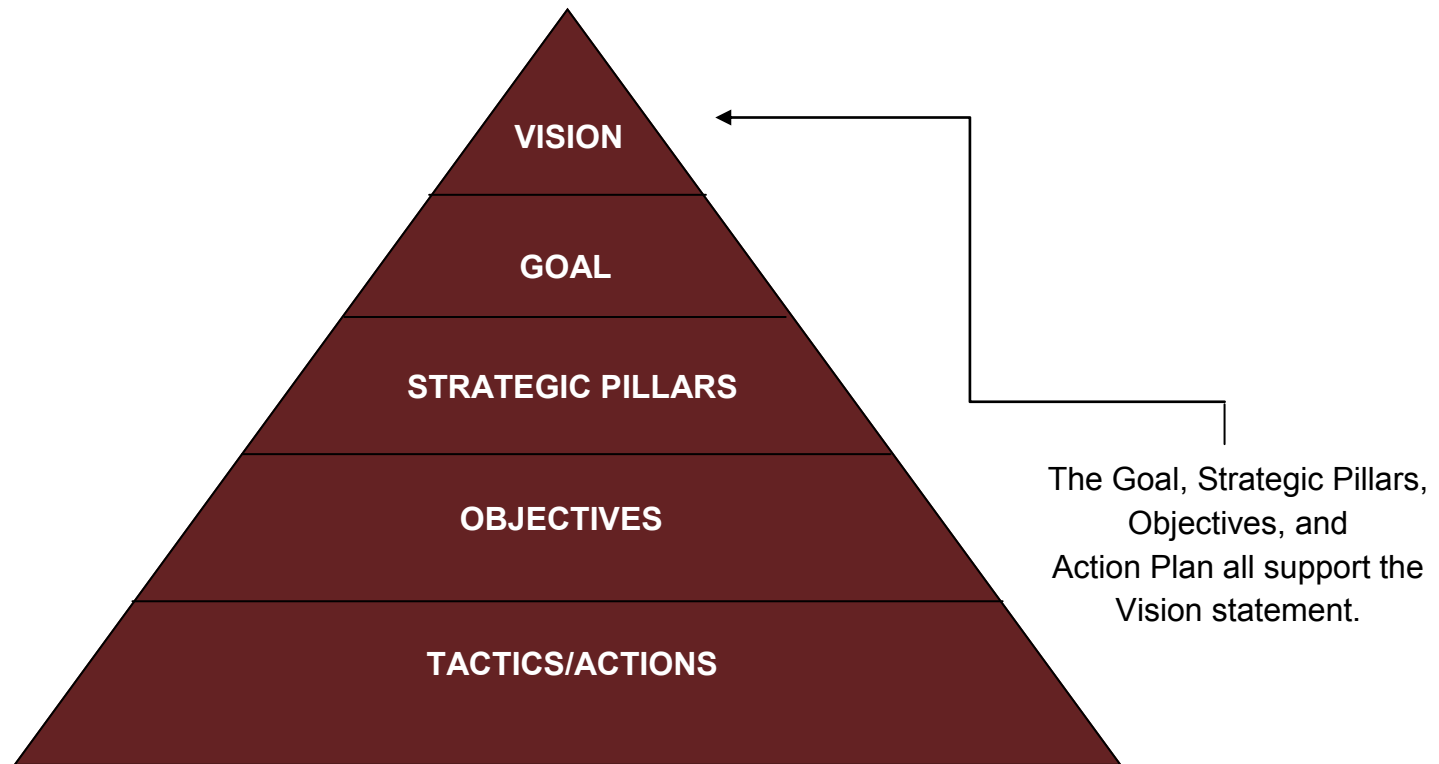 VISION
GOAL
STRATEGIC PILLARS
OBJECTIVES
TACTICS/ACTIONS
The Goal, Strategic Pillars,
Objectives, and
Action Plan all support the
Vision statement.